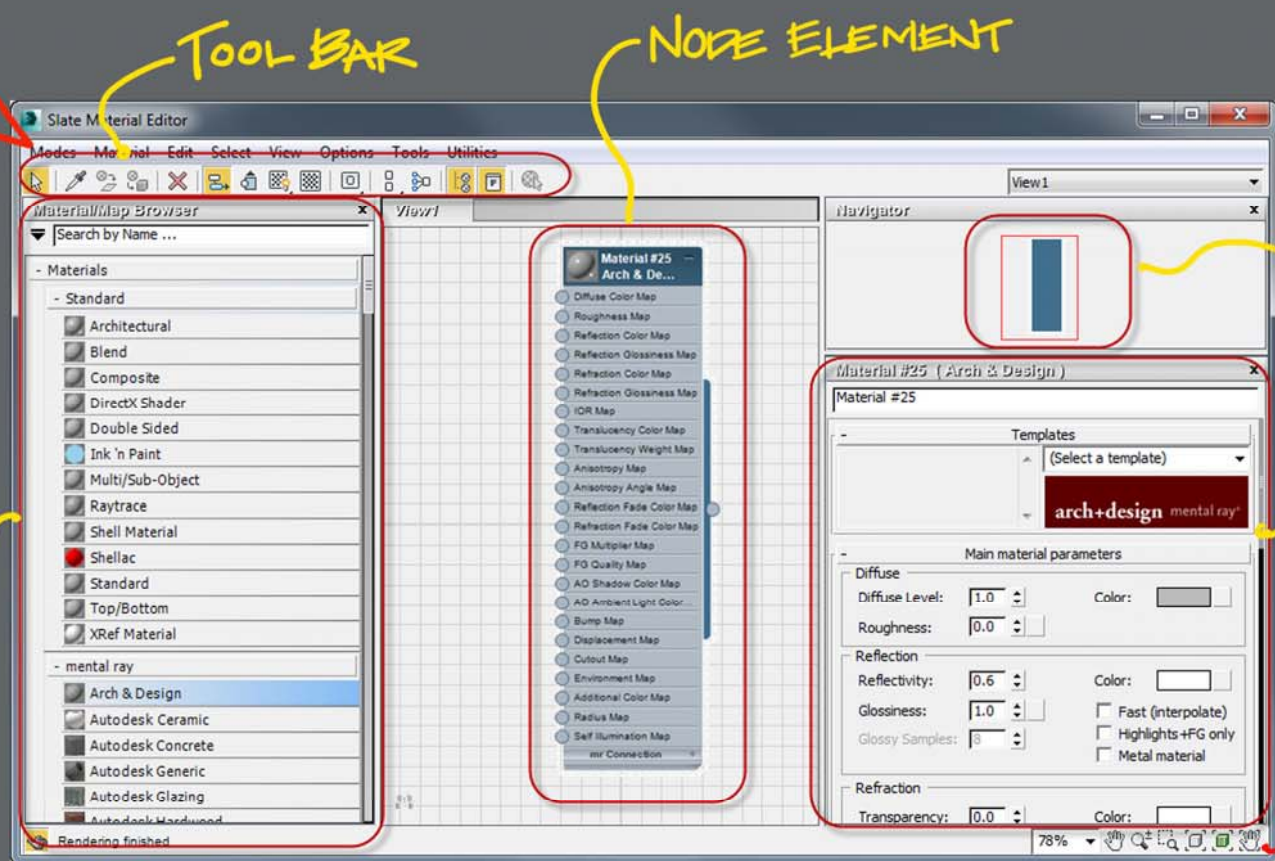 TOOL BAR
NODE ELEMENT
Slate Material Editor
Modes Material Edit Select View Options Tools Utilities
View1
Material/Map Browser x
Search by Name ...
- Materials
- Standard
Architectural
Blend
Composite
DirectX Shader
Double Sided
Ink 'n Paint
Multi/Sub-Object
Raytrace
Shell Material
Shellac
Standard
Top/Bottom
XRef Material
- mental ray
Arch & Design
Autodesk Ceramic
Autodesk Concrete
Autodesk Generic
Autodesk Glazing
Autodesk Hardwood
View1
Material #25
Arch & De...
Diffuse Color Map
Roughness Map
Reflection Color Map
Reflection Glossiness Map
Refraction Color Map
Refraction Glossiness Map
IOR Map
Translucency Color Map
Translucency Weight Map
Anisotropy Map
Anisotropy Angle Map
Reflection Fade Color Map
Refraction Fade Color Map
FG Multiplier Map
FG Quality Map
AO Shadow Color Map
AO Ambient Light Color...
Bump Map
Displacement Map
Cutout Map
Environment Map
Additional Color Map
Radius Map
Self Illumination Map
mr Connection +
Navigator x
Material #25 ( Arch & Design ) x
Material #25
- Templates
(Select a template)
arch+design mental ray®
- Main material parameters
Diffuse
Diffuse Level: 1.0 Color:
Roughness: 0.0
Reflection
Reflectivity: 0.6 Color:
Glossiness: 1.0 Fast (interpolate)
Glossy Samples: 8 Highlights+FG only
Metal material
Refraction
Transparency: 0.0 Color:
Rendering finished
78%